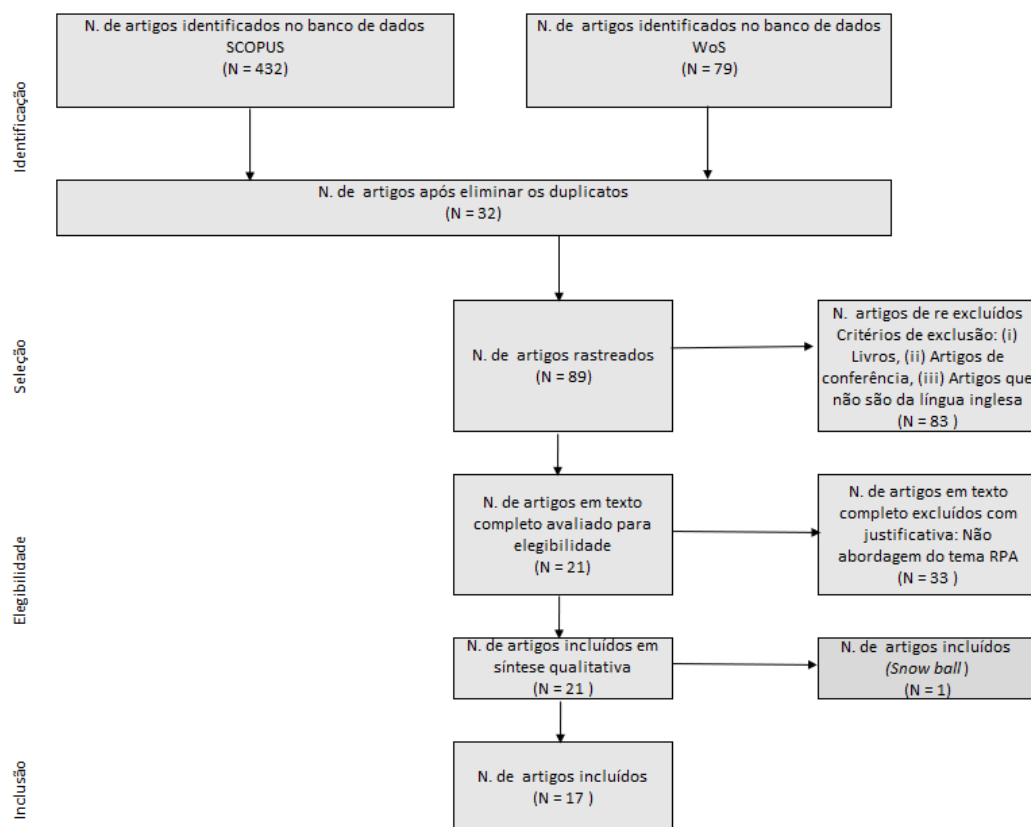 N. de artigos identificados no banco de dados
SCOPUS
(N = 432)
N. de artigos identificados no banco de dados
WoS
(N = 79)
Identificação
N. de artigos após eliminar os duplicatos
(N = 32)
Seleção
N. de artigos rastreados
(N = 89)
N. artigos de re excluídos
Critérios de exclusão: (i)
Livros, (ii) Artigos de
conferência, (iii) Artigos que
não são da língua inglesa
(N = 83 )
Elegibilidade
N. de artigos em texto
completo avaliado para
elegibilidade
(N = 21)
N. de artigos em texto
completo excluídos com
justificativa: Não
abordagem do tema RPA
(N = 33 )
N. de artigos incluídos em
síntese qualitativa
(N = 21 )
N. de artigos incluídos
(Snow ball )
(N = 1)
Inclusão
N. de artigos incluídos
(N = 17 )